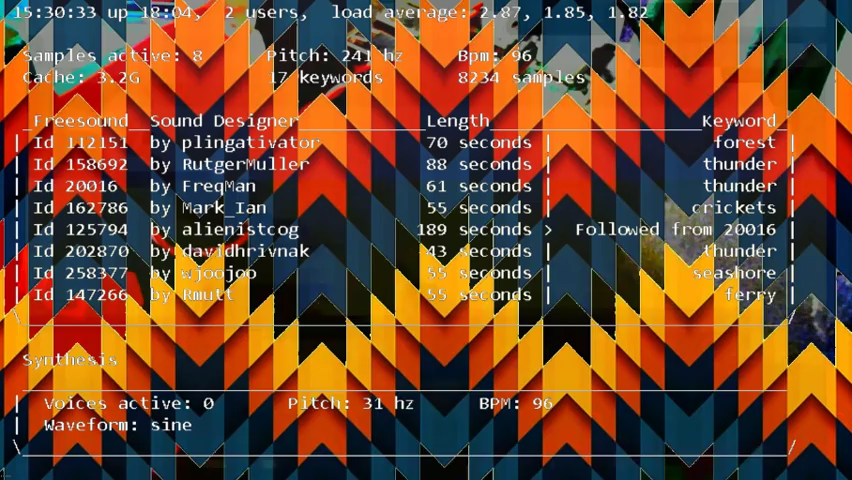 15:30:33 up 18:04,  2 users,  load average: 2.87, 1.85, 1.82
Samples active: 8      Pitch: 241 hz     Bpm: 96
Cache: 3.2G            17 keywords       8234 samples
Freesound  Sound Designer            Length                    Keyword
| Id 112151  by plingativator          70 seconds |               forest |
| Id 158692  by RutgerMuller           88 seconds |              thunder |
| Id 20016   by FreqMan                61 seconds |              thunder |
| Id 162786  by Mark_Ian               55 seconds |             crickets |
| Id 125794  by alienistcog           189 seconds >  Followed from 20016 |
| Id 202870  by davidhrivnak           43 seconds |              thunder |
| Id 258377  by wjoojoo                55 seconds |             seashore |
| Id 147266  by Rmutt                  55 seconds |                ferry |
Synthesis
|  Voices active: 0       Pitch: 31 hz      BPM: 96
|  Waveform: sine